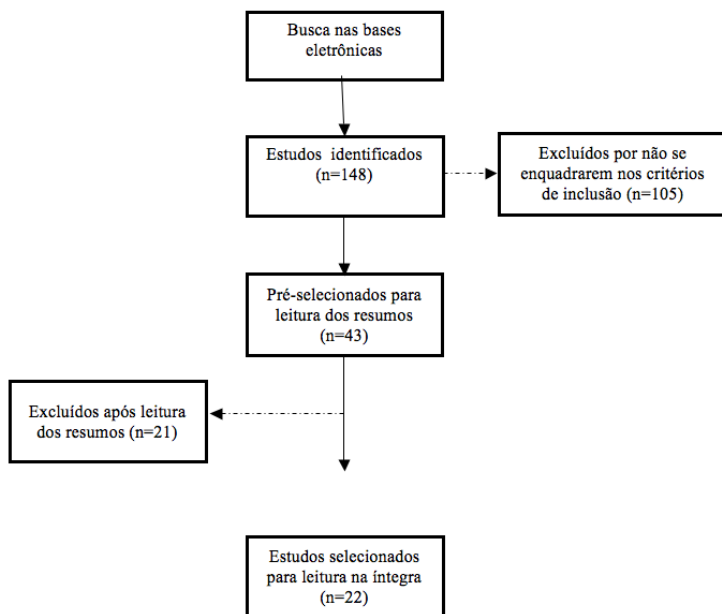 Busca nas bases
eletrônicas
Estudos identificados
(n=148)
Excluídos por não se
enquadrarem nos critérios
de inclusão (n=105)
Pré-selecionados para
leitura dos resumos
(n=43)
Excluídos após leitura
dos resumos (n=21)
Estudos selecionados
para leitura na íntegra
(n=22)